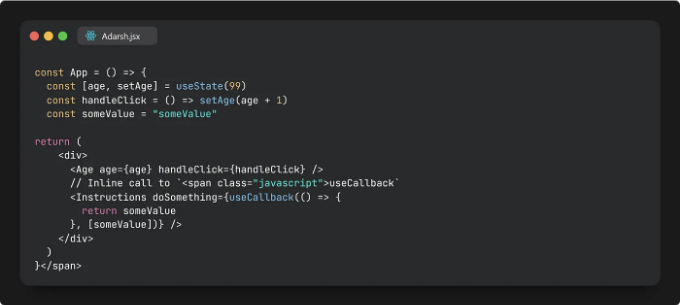 Adarsh.jsx
const App = () => {
  const [age, setAge] = useState(99)
  const handleClick = () => setAge(age + 1)
  const someValue = "someValue"

return (
    <div>
      <Age age={age} handleClick={handleClick} />
      // Inline call to `<span class="javascript">useCallback`
      <Instructions doSomething={useCallback(() => {
        return someValue
      }, [someValue])} />
    </div>
  )
}</span>